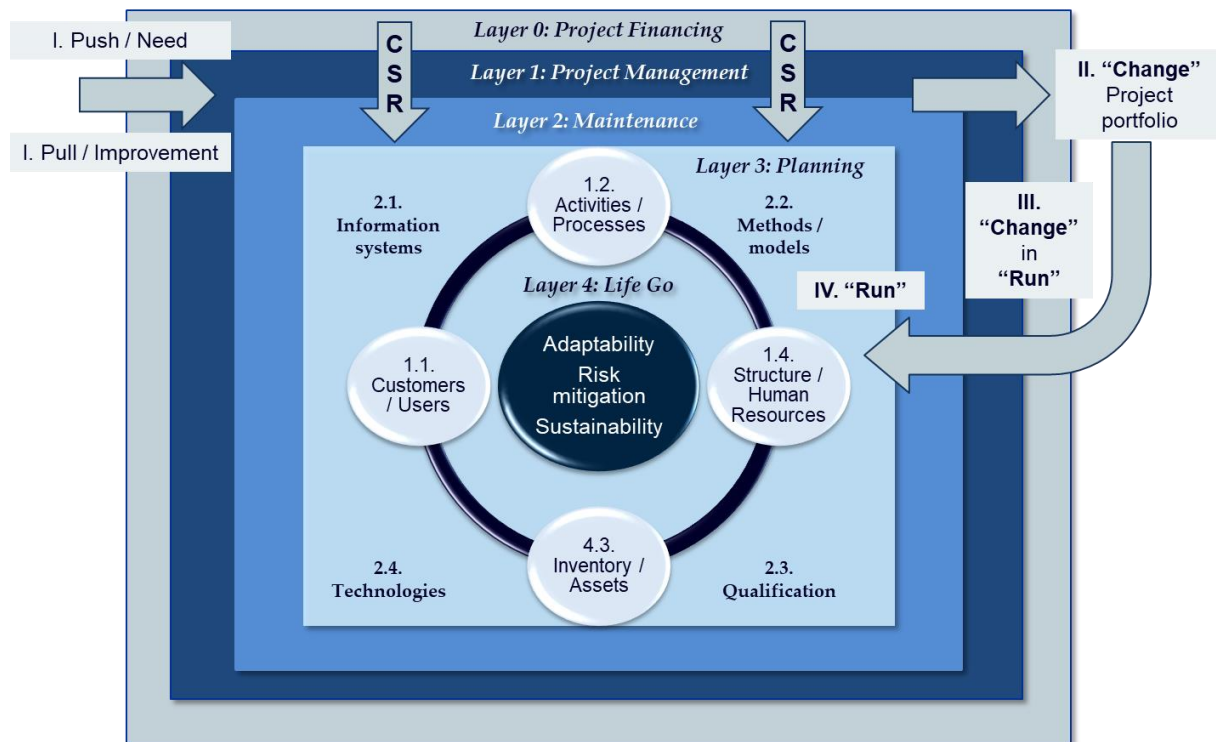 Layer 0: Project Financing
I. Push / Need
I. Pull / Improvement
C
S
R
C
S
R
Layer 1: Project Management
II. “Change”
Project
portfolio
Layer 2: Maintenance
Layer 3: Planning
1.2.
Activities /
Processes
2.1.
Information
systems
2.2.
Methods /
models
III.
“Change”
in
“Run”
IV. “Run”
Layer 4: Life Go
Adaptability
Risk
mitigation
Sustainability
1.1.
Customers
/ Users
1.4.
Structure /
Human
Resources
4.3.
Inventory /
Assets
2.4.
Technologies
2.3.
Qualification